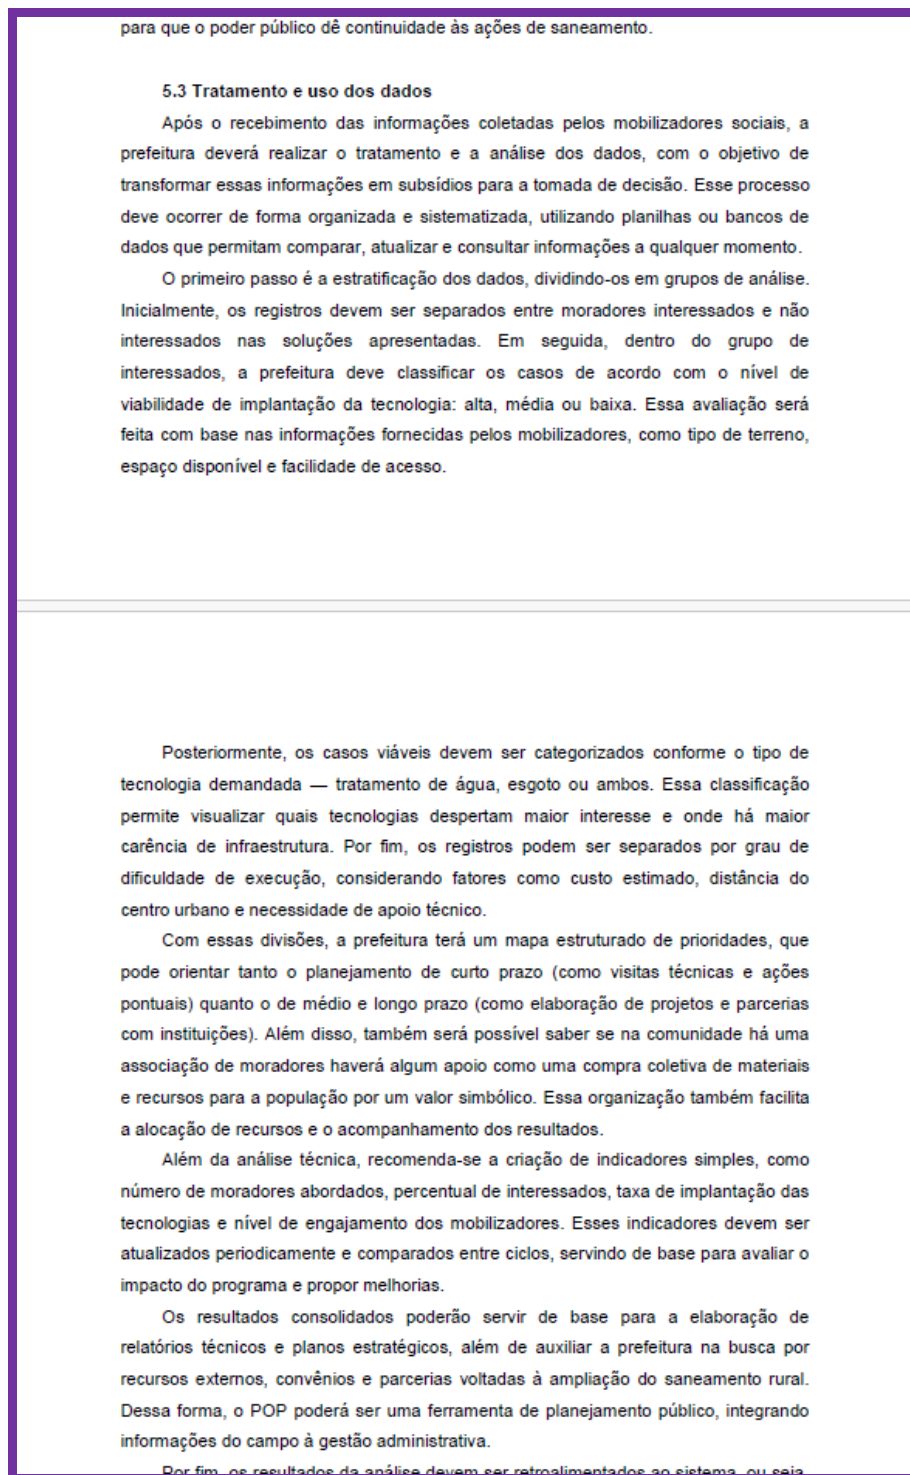 para que o poder público dê continuidade às ações de saneamento.
5.3 Tratamento e uso dos dados
Após o recebimento das informações coletadas pelos mobilizadores sociais, a
prefeitura deverá realizar o tratamento e a análise dos dados, com o objetivo de
transformar essas informações em subsídios para a tomada de decisão. Esse processo
deve ocorrer de forma organizada e sistematizada, utilizando planilhas ou bancos de
dados que permitam comparar, atualizar e consultar informações a qualquer momento.
O primeiro passo é a estratificação dos dados, dividindo-os em grupos de análise.
Inicialmente, os registros devem ser separados entre moradores interessados e não
interessados nas soluções apresentadas. Em seguida, dentro do grupo de
interessados, a prefeitura deve classificar os casos de acordo com o nível de
viabilidade de implantação da tecnologia: alta, média ou baixa. Essa avaliação será
feita com base nas informações fornecidas pelos mobilizadores, como tipo de terreno,
espaço disponível e facilidade de acesso.
Posteriormente, os casos viáveis devem ser categorizados conforme o tipo de
tecnologia demandada — tratamento de água, esgoto ou ambos. Essa classificação
permite visualizar quais tecnologias despertam maior interesse e onde há maior
carência de infraestrutura. Por fim, os registros podem ser separados por grau de
dificuldade de execução, considerando fatores como custo estimado, distância do
centro urbano e necessidade de apoio técnico.
Com essas divisões, a prefeitura terá um mapa estruturado de prioridades, que
pode orientar tanto o planejamento de curto prazo (como visitas técnicas e ações
pontuais) quanto o de médio e longo prazo (como elaboração de projetos e parcerias
com instituições). Além disso, também será possível saber se na comunidade há uma
associação de moradores haverá algum apoio como uma compra coletiva de materiais
e recursos para a população por um valor simbólico. Essa organização também facilita
a alocação de recursos e o acompanhamento dos resultados.
Além da análise técnica, recomenda-se a criação de indicadores simples, como
número de moradores abordados, percentual de interessados, taxa de implantação das
tecnologias e nível de engajamento dos mobilizadores. Esses indicadores devem ser
atualizados periodicamente e comparados entre ciclos, servindo de base para avaliar o
impacto do programa e propor melhorias.
Os resultados consolidados poderão servir de base para a elaboração de
relatórios técnicos e planos estratégicos, além de auxiliar a prefeitura na busca por
recursos externos, convênios e parcerias voltadas à ampliação do saneamento rural.
Dessa forma, o POP poderá ser uma ferramenta de planejamento público, integrando
informações do campo à gestão administrativa.
Por fim, os resultados da análise devem ser retroalimentados ao sistema, ou seja,